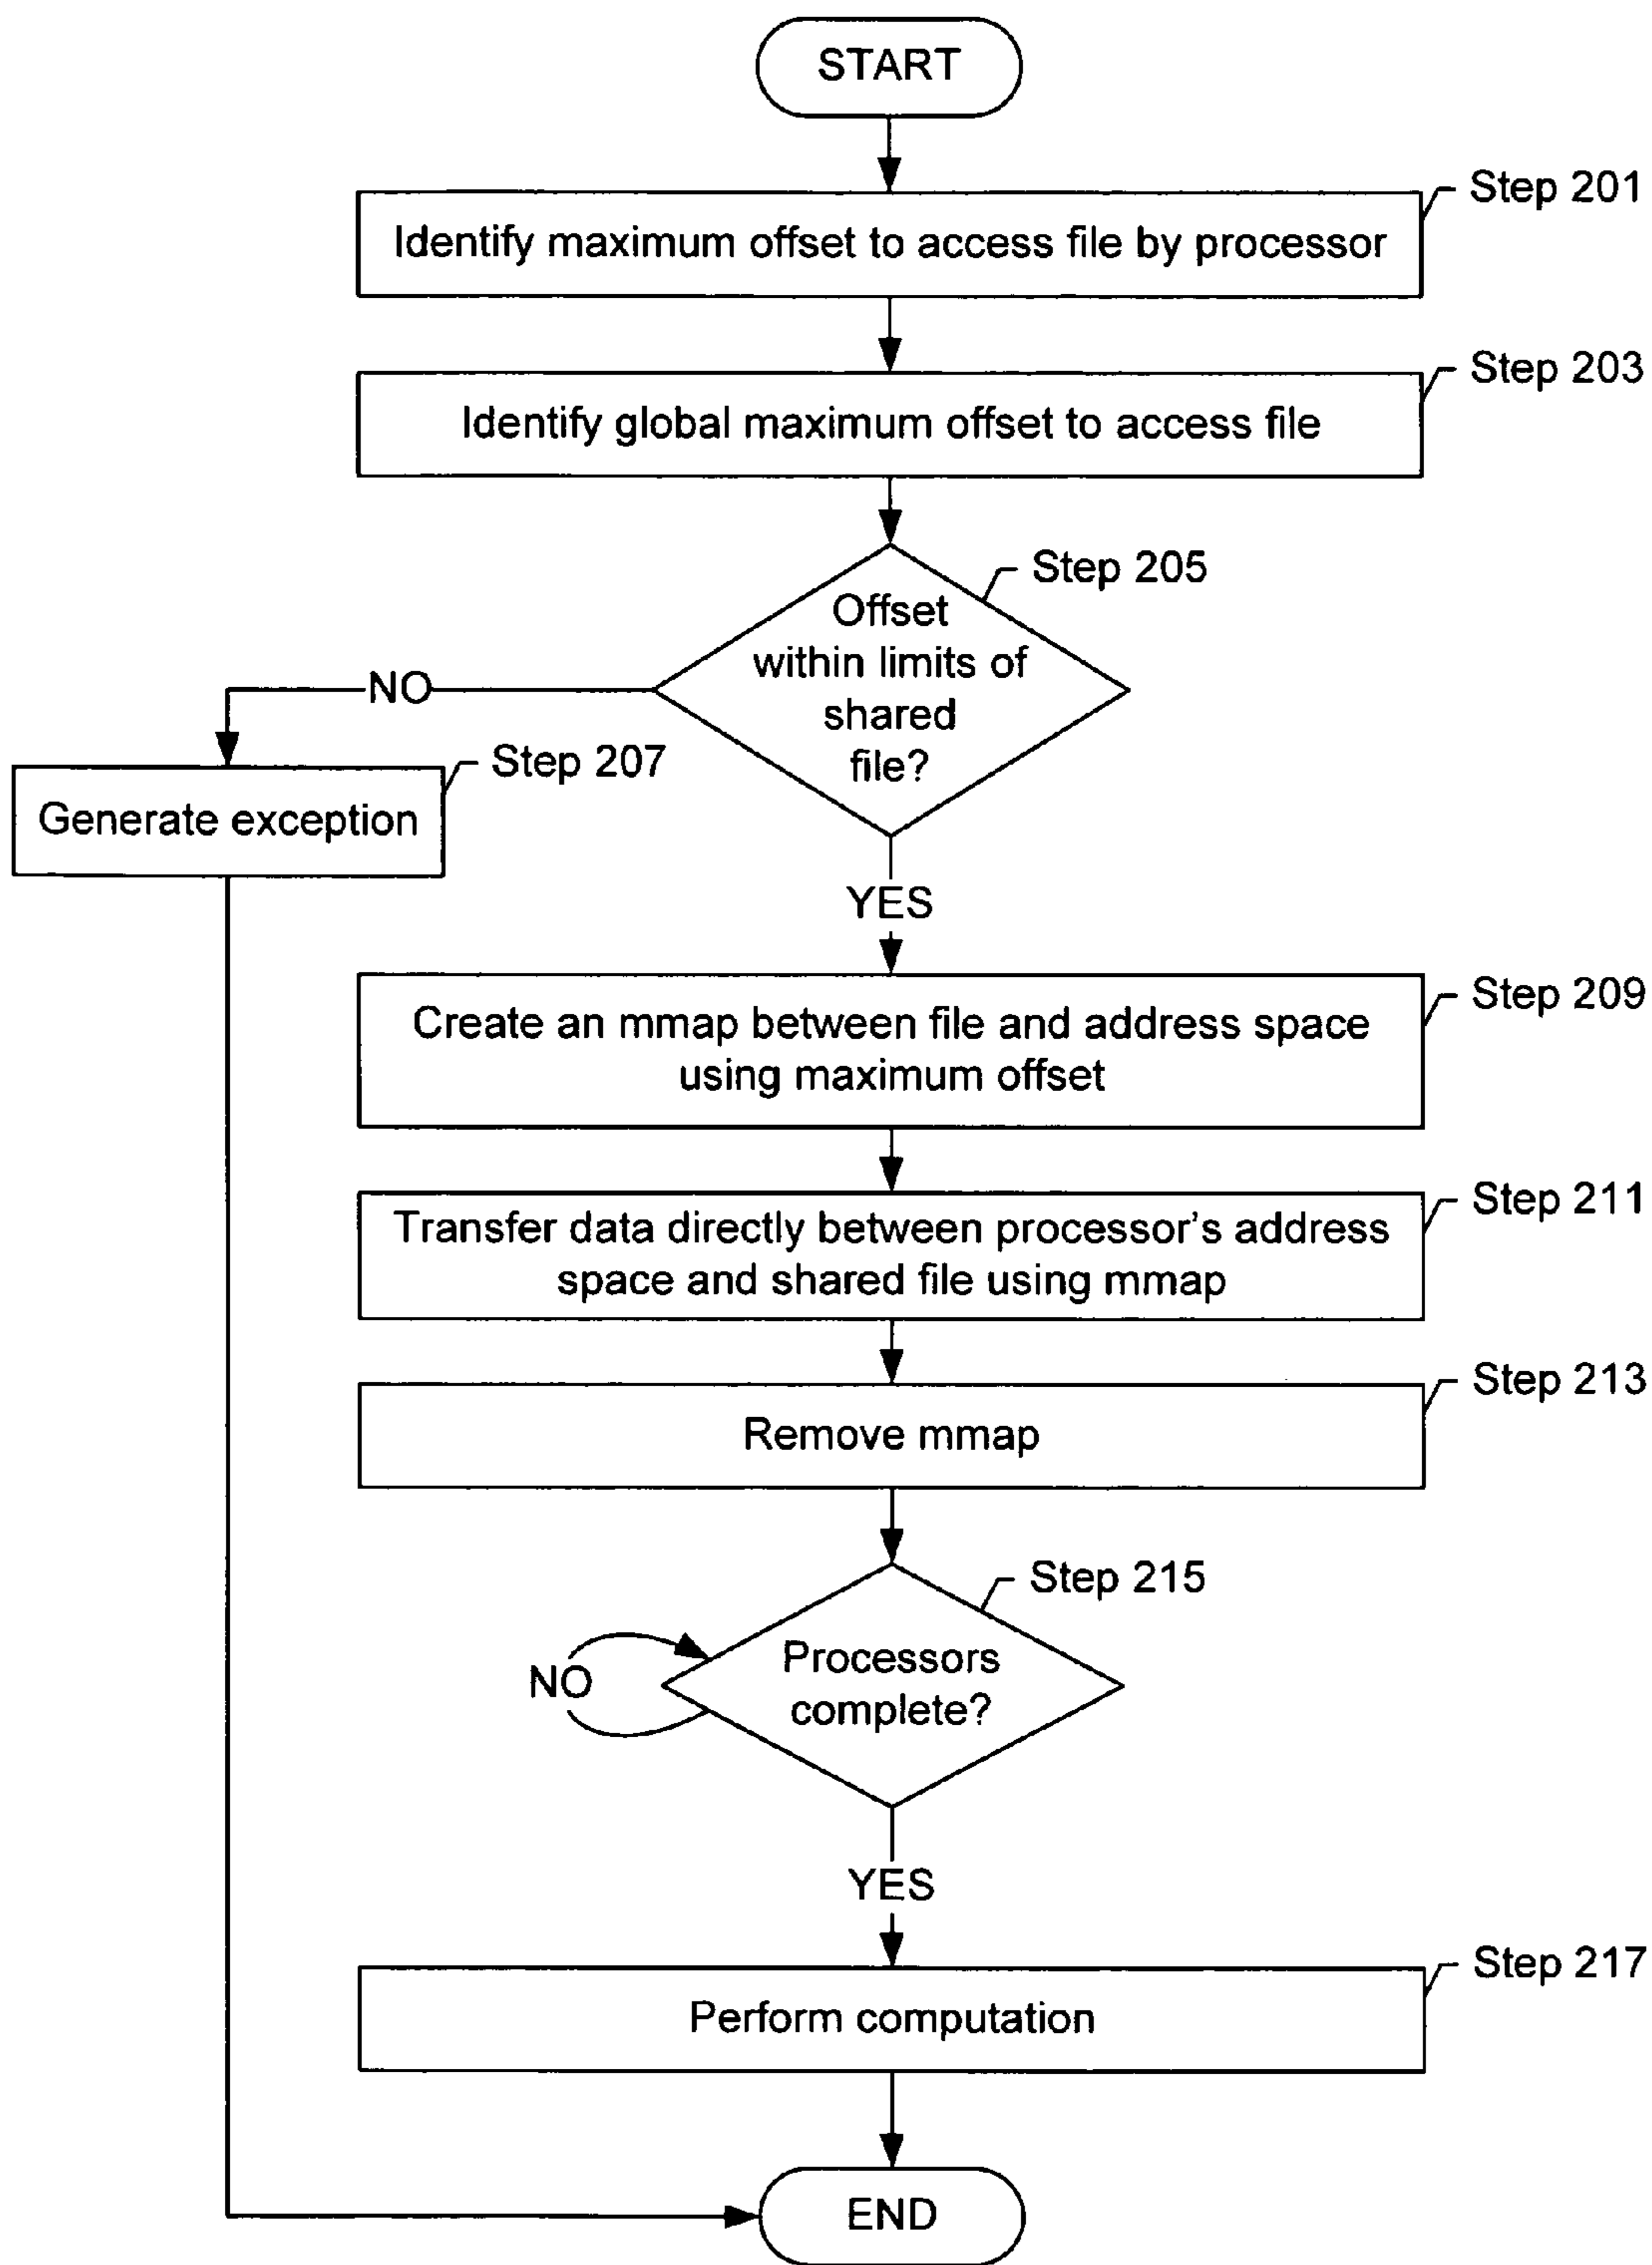 START
Step 201
Identify maximum offset to access file by processor
Step 203
Identify global maximum offset to access file
Step 205
Offset
within limits of
shared
file?
NO
Step 207
Generate exception
YES
Step 209
Create an mmap between file and address space
using maximum offset
Step 211
Transfer data directly between processor's address
space and shared file using mmap
Step 213
Remove mmap
Step 215
Processors
complete?
NO
YES
Step 217
Perform computation
END